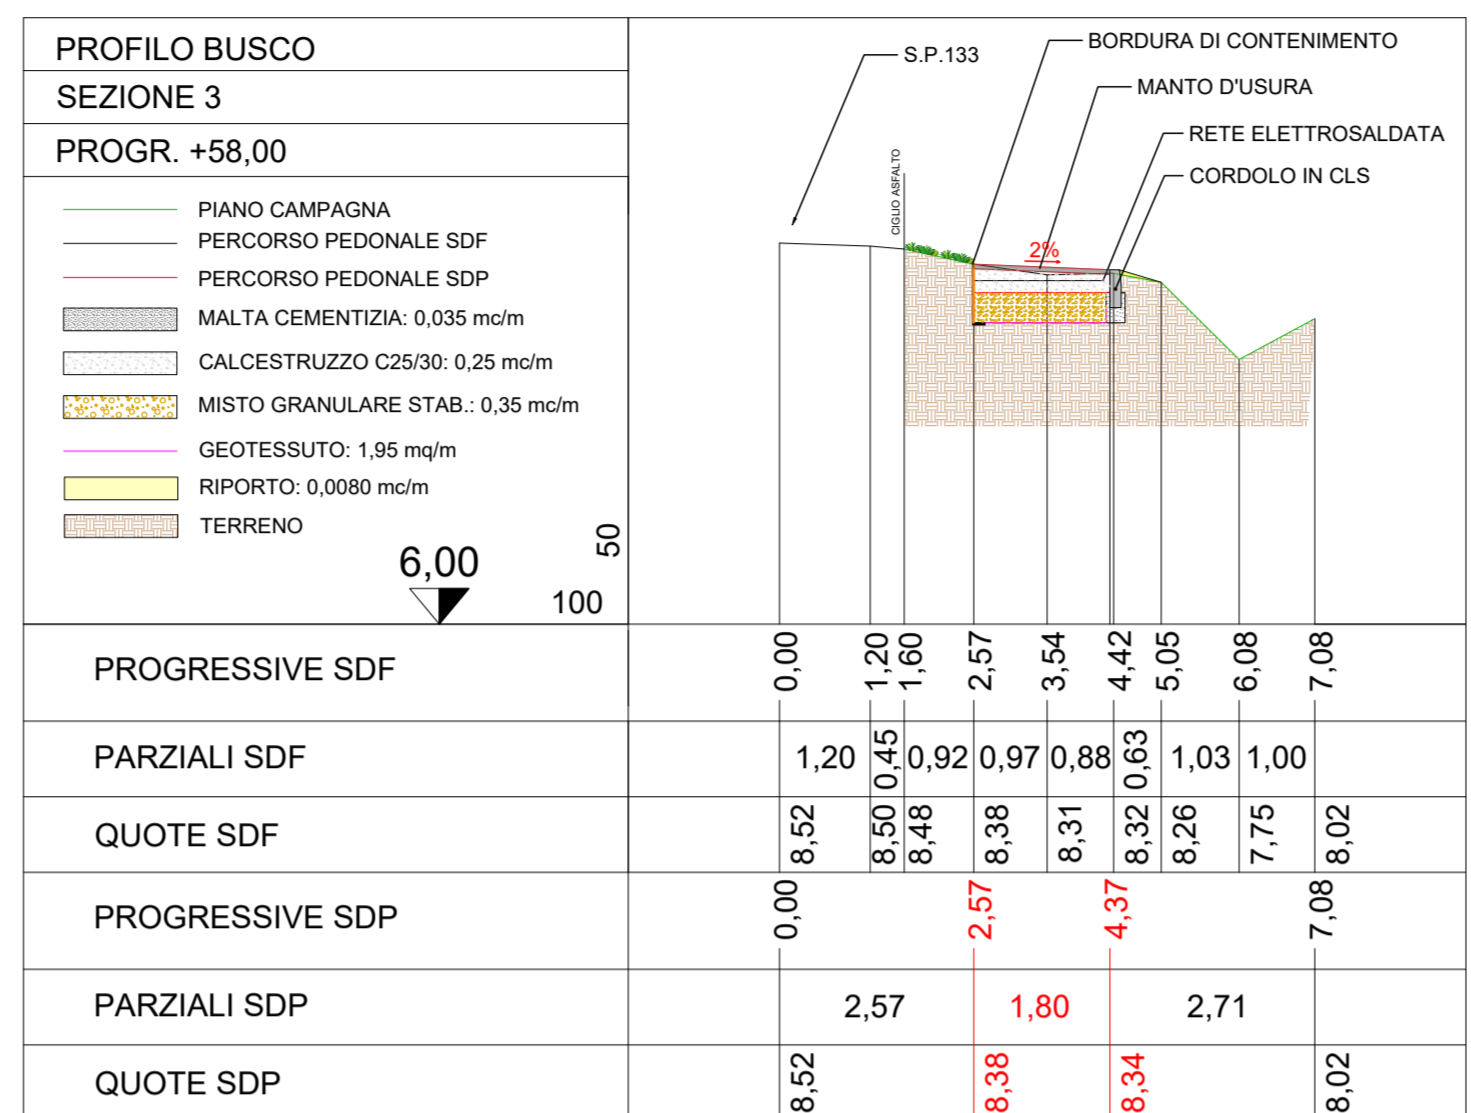 PROFILO BUSCO
SEZIONE 3
PROGR. +58,00
PIANO CAMPAGNA
PERCORSO PEDONALE SDF
PERCORSO PEDONALE SDP
MALTA CEMENTIZIA: 0,035 mc/m
CALCESTRUZZO C25/30: 0,25 mc/m
MISTO GRANULARE STAB.: 0,35 mc/m
GEOTESSUTO: 1,95 mq/m
RIPORTO: 0,0080 mc/m
TERRENO
6,00
50
100
S.P.133
BORDURA DI CONTENIMENTO
MANTO D'USURA
RETE ELETTROSALDATA
CORDOLO IN CLS
CIGLIO ASFALTO
2%
PROGRESSIVE SDF 0,00 1,20 1,60 2,57 3,54 4,42 5,05 6,08 7,08
PARZIALI SDF 1,20 0,45 0,92 0,97 0,88 0,63 1,03 1,00
QUOTE SDF 8,52 8,50 8,48 8,38 8,31 8,32 8,26 7,75 8,02
PROGRESSIVE SDP 0,00 2,57 4,37 7,08
PARZIALI SDP 2,57 1,80 2,71
QUOTE SDP 8,52 8,38 8,34 8,02